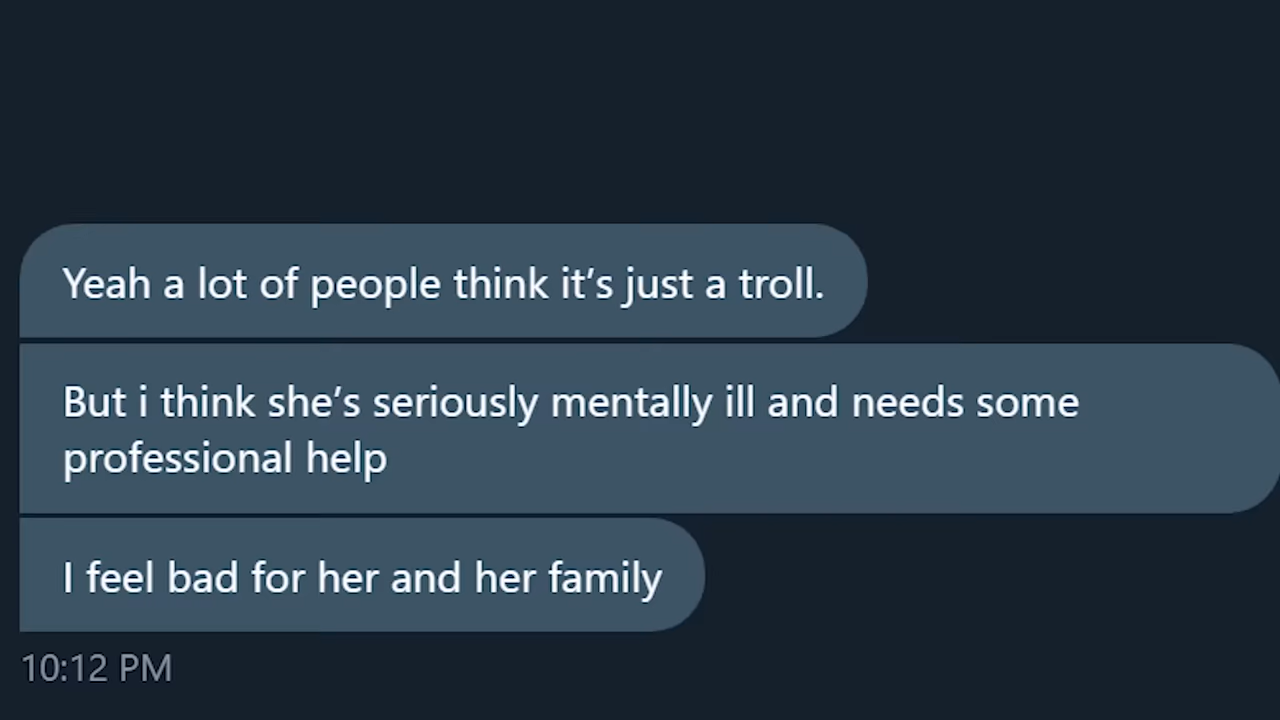 Yeah a lot of people think it’s just a troll.
But i think she’s seriously mentally ill and needs some
professional help
I feel bad for her and her family
10:12 PM